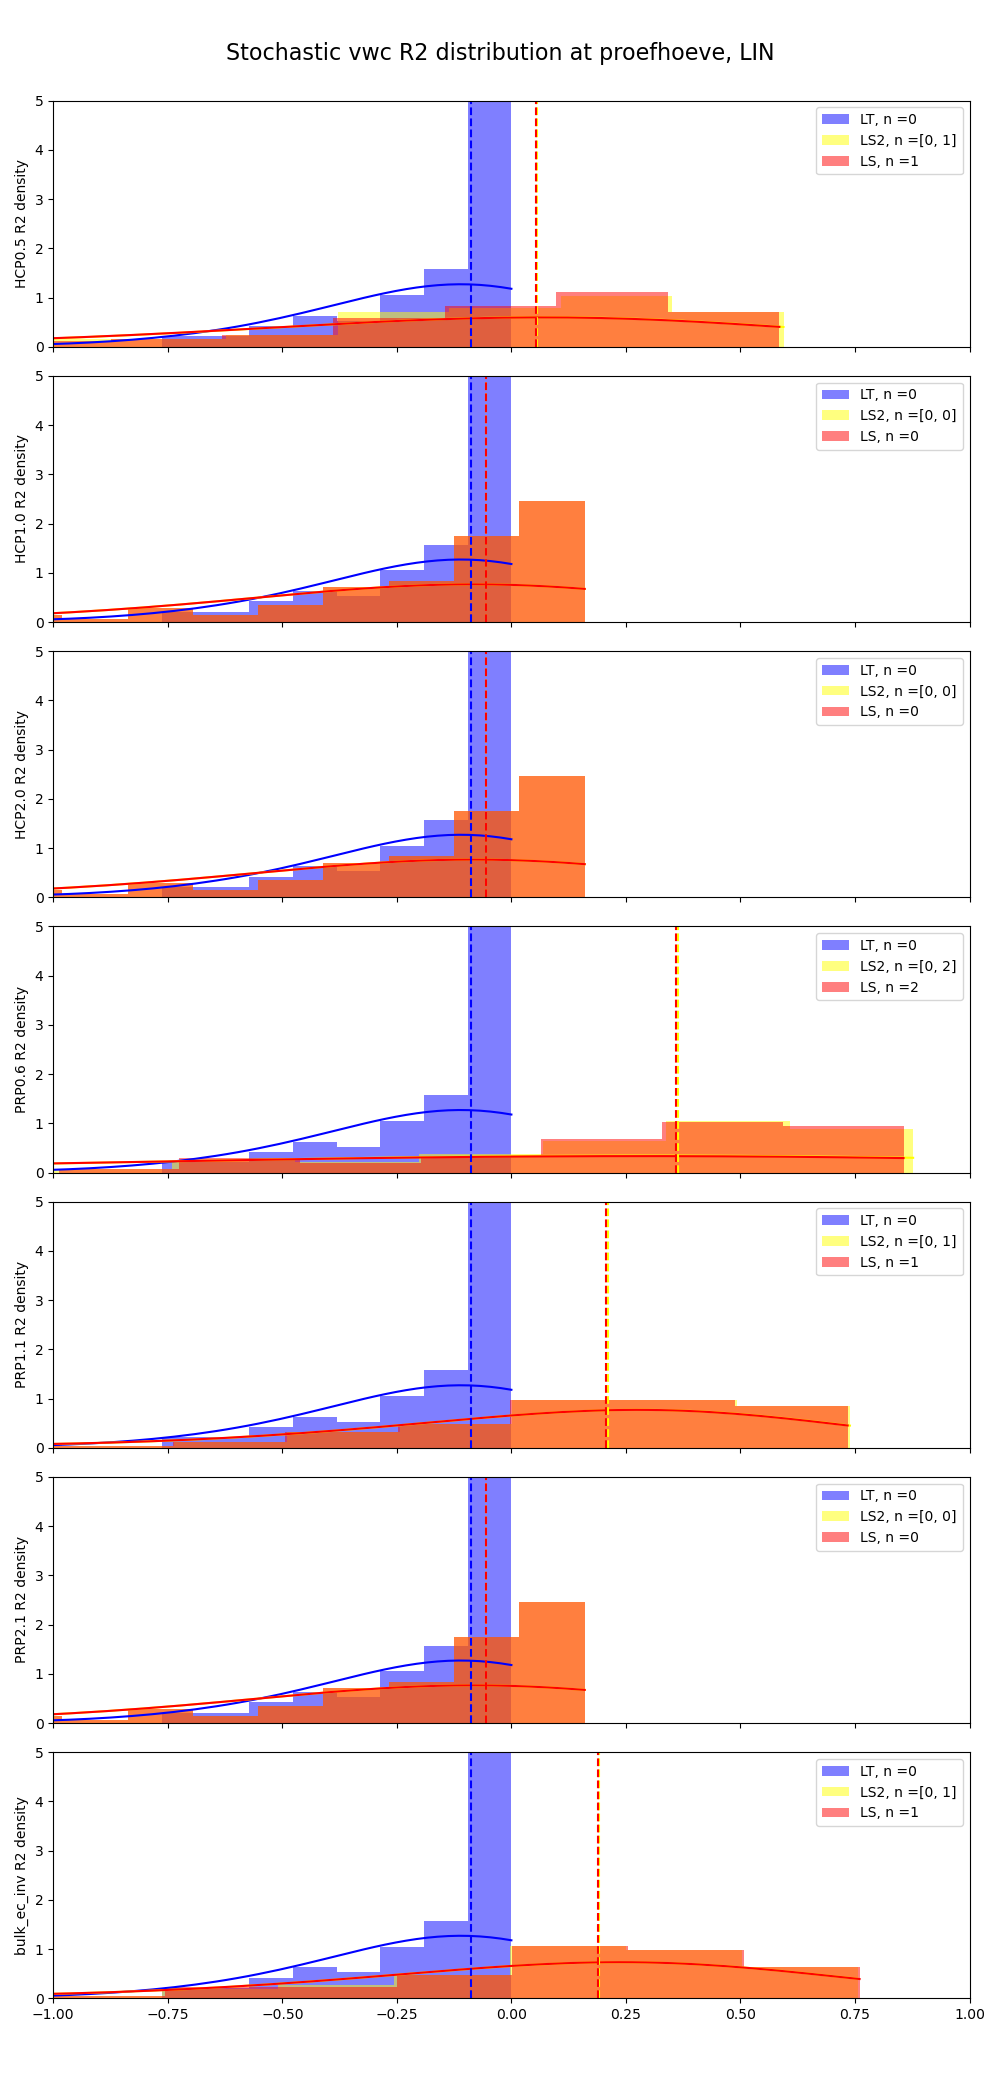 Stochastic vwc R2 distribution at proefhoeve, LIN
HCP0.5 R2 density
5
4
3
2
1
0
LT, n =0
LS2, n =[0, 1]
LS, n =1
HCP1.0 R2 density
5
4
3
2
1
0
LT, n =0
LS2, n =[0, 0]
LS, n =0
HCP2.0 R2 density
5
4
3
2
1
0
LT, n =0
LS2, n =[0, 0]
LS, n =0
PRP0.6 R2 density
5
4
3
2
1
0
LT, n =0
LS2, n =[0, 2]
LS, n =2
PRP1.1 R2 density
5
4
3
2
1
0
LT, n =0
LS2, n =[0, 1]
LS, n =1
PRP2.1 R2 density
5
4
3
2
1
0
LT, n =0
LS2, n =[0, 0]
LS, n =0
bulk_ec_inv R2 density
5
4
3
2
1
0
LT, n =0
LS2, n =[0, 1]
LS, n =1
−1.00 −0.75 −0.50 −0.25 0.00 0.25 0.50 0.75 1.00